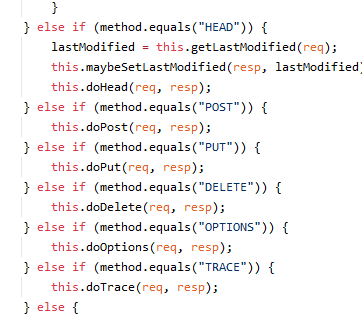 }
} else if (method.equals("HEAD")) {
lastModified = this.getLastModified(req);
this.maybeSetLastModified(resp, lastModified)
this.doHead(req, resp);
} else if (method.equals("POST")) {
this.doPost(req, resp);
} else if (method.equals("PUT")) {
this.doPut(req, resp);
} else if (method.equals("DELETE")) {
this.doDelete(req, resp);
} else if (method.equals("OPTIONS")) {
this.doOptions(req, resp);
} else if (method.equals("TRACE")) {
this.doTrace(req, resp);
} else {